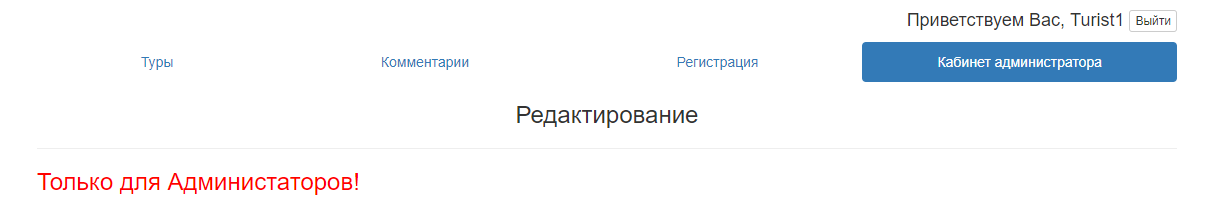 Приветствуем Вас, Turist1 Выйти
Туры Комментарии Регистрация Кабинет администратора
Редактирование
Только для Администаторов!